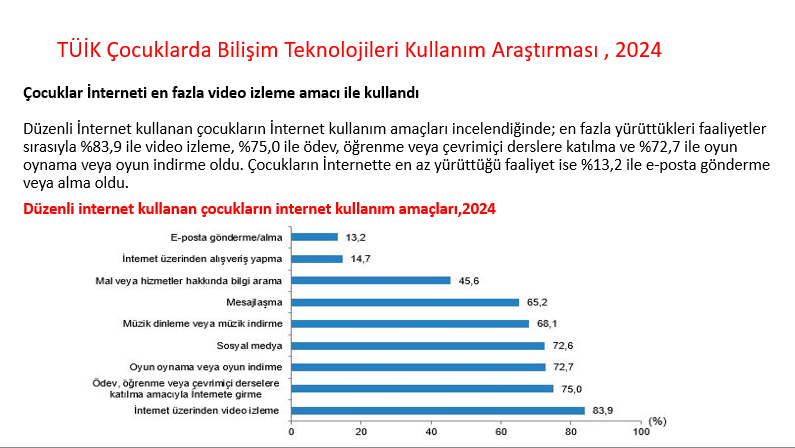 TÜİK Çocuklarda Bilişim Teknolojileri Kullanım Araştırması , 2024
Çocuklar İnterneti en fazla video izleme amacı ile kullandı
Düzenli İnternet kullanan çocukların İnternet kullanım amaçları incelendiğinde; en fazla yürüttükleri faaliyetler
sırasıyla %83,9 ile video izleme, %75,0 ile ödev, öğrenme veya çevrimiçi derslere katılma ve %72,7 ile oyun
oynama veya oyun indirme oldu. Çocukların İnternette en az yürüttüğü faaliyet ise %13,2 ile e-posta gönderme
veya alma oldu.
Düzenli internet kullanan çocukların internet kullanım amaçları,2024
E-posta gönderme/alma 13,2
İnternet üzerinden alışveriş yapma 14,7
Mal veya hizmetler hakkında bilgi arama 45,6
Mesajlaşma 65,2
Müzik dinleme veya müzik indirme 68,1
Sosyal medya 72,6
Oyun oynama veya oyun indirme 72,7
Ödev, öğrenme veya çevrimiçi derselere
katılma amacıyla İntemete girme 75,0
İnternet üzerinden video izleme 83,9
(%)
0 20 40 60 80 100